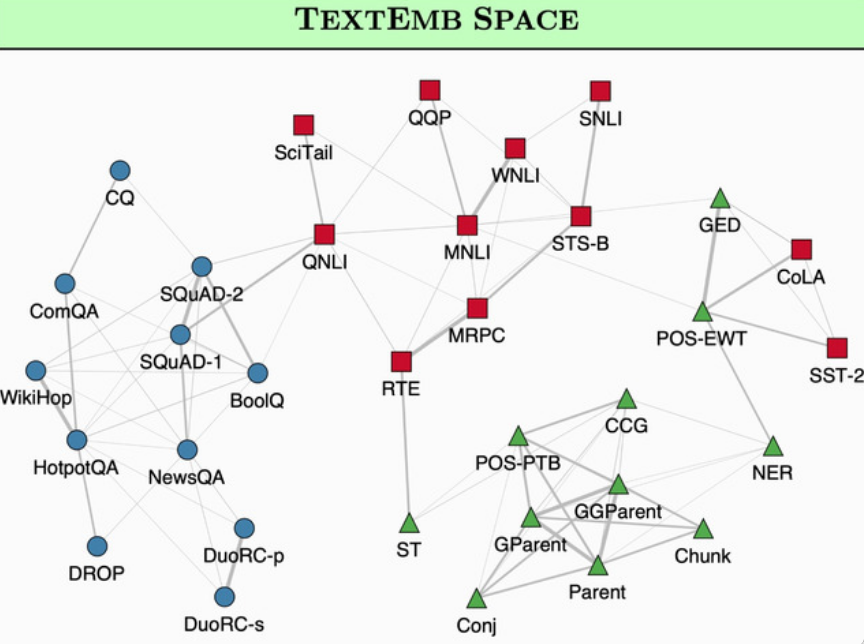 TEXTEMB SPACE
QQP
SNLI
SciTail
WNLI
CQ
GED
STS-B
MNLI
QNLI
CoLA
SQuAD-2
ComQA
MRPC
POS-EWT
SQuAD-1
SST-2
RTE
WikiHop
BoolQ
CCG
POS-PTB
HotpotQA
NewsQA
NER
GGParent
GParent
ST
DuoRC-p
Chunk
DROP
Parent
DuoRC-s
Conj